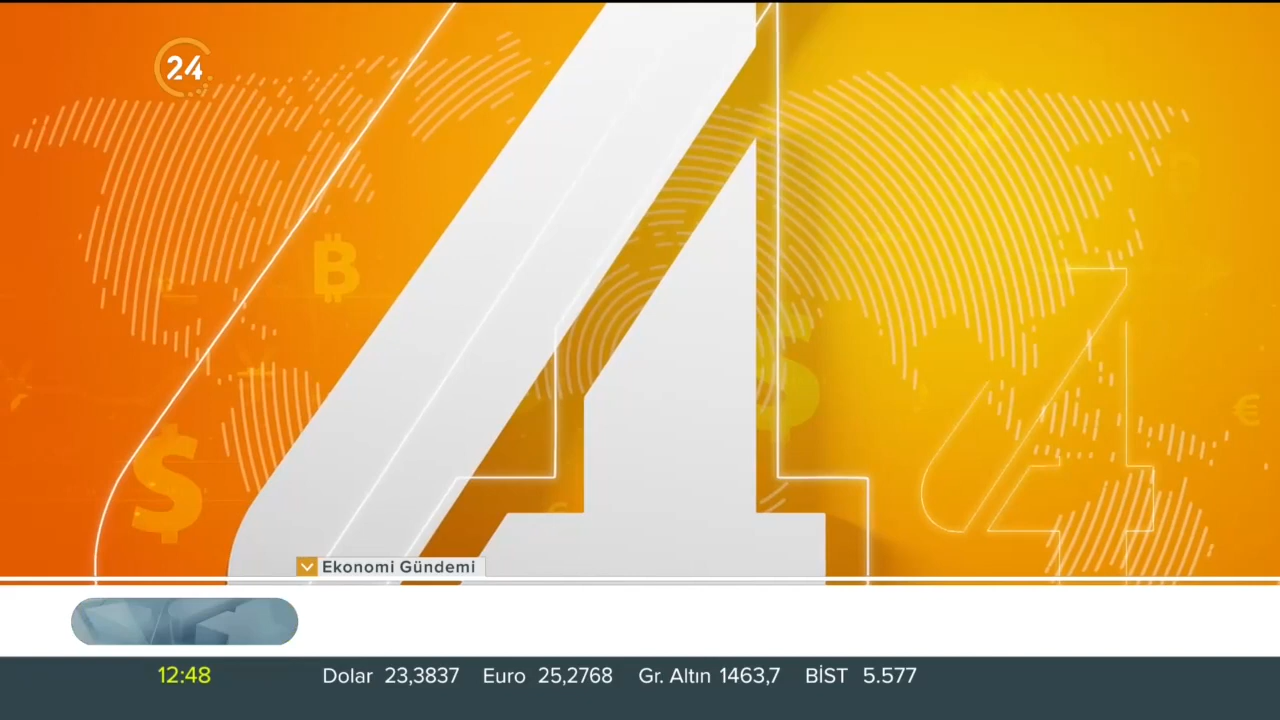 24
Ekonomi Gündemi
12:48 Dolar 23,3837 Euro 25,2768 Gr. Altın 1463,7 BİST 5.577